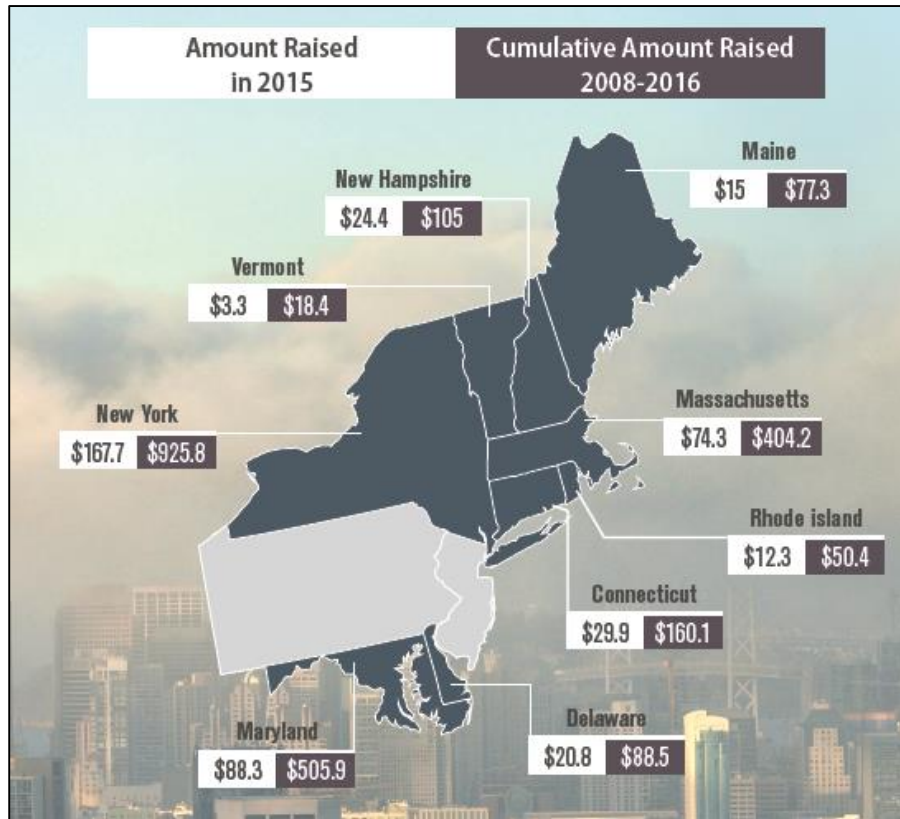 Amount Raised
in 2015
Cumulative Amount Raised
2008-2016
Maine
$15 $77.3
New Hampshire
$24.4 $105
Vermont
$3.3 $18.4
New York
$167.7 $925.8
Massachusetts
$74.3 $404.2
Rhode island
$12.3 $50.4
Connecticut
$29.9 $160.1
Maryland
$88.3 $505.9
Delaware
$20.8 $88.5